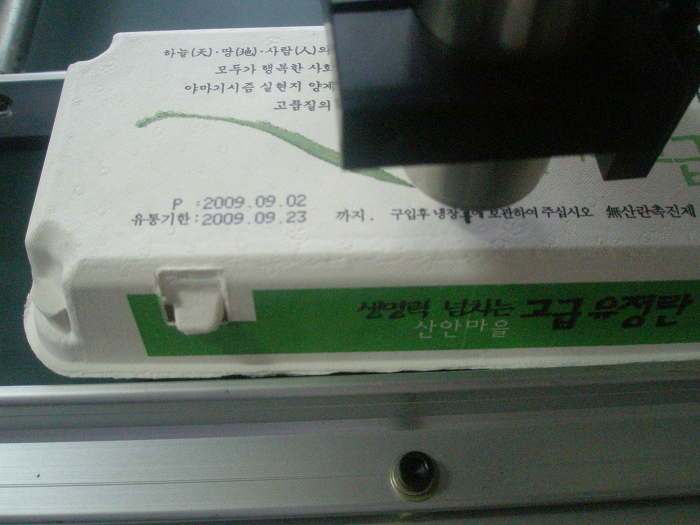 하늘(天)·땅(地)·사람(人)의
모두가 행복한 사회
야마기시즘 실현지 양계
고품질의
급
P :2009.09.02
유통기한:2009.09.23 까지. 구입후 냉장고에 보관하여 주십시오 無산란촉진제
생명력 넘치는 고급유정란
산안마을